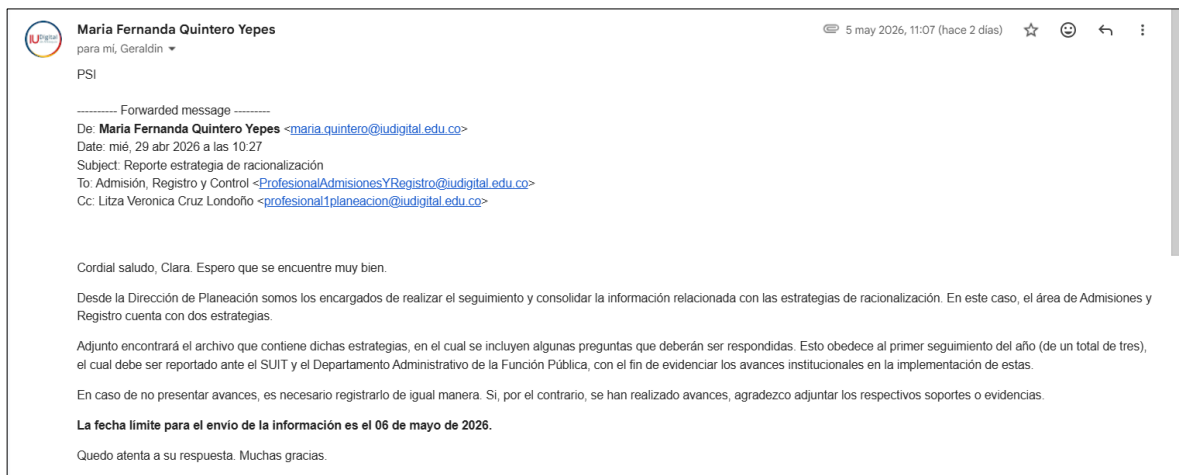 IUDigital
Maria Fernanda Quintero Yepes
5 may 2026, 11:07 (hace 2 días)
para mí, Geraldin
PSI
---------- Forwarded message ---------
De: Maria Fernanda Quintero Yepes <maria.quintero@iudigital.edu.co>
Date: mié, 29 abr 2026 a las 10:27
Subject: Reporte estrategia de racionalización
To: Admisión, Registro y Control <ProfesionalAdmisionesYRegistro@iudigital.edu.co>
Cc: Litza Veronica Cruz Londoño <profesional1planeacion@iudigital.edu.co>
Cordial saludo, Clara. Espero que se encuentre muy bien.
Desde la Dirección de Planeación somos los encargados de realizar el seguimiento y consolidar la información relacionada con las estrategias de racionalización. En este caso, el área de Admisiones y
Registro cuenta con dos estrategias.
Adjunto encontrará el archivo que contiene dichas estrategias, en el cual se incluyen algunas preguntas que deberán ser respondidas. Esto obedece al primer seguimiento del año (de un total de tres),
el cual debe ser reportado ante el SUIT y el Departamento Administrativo de la Función Pública, con el fin de evidenciar los avances institucionales en la implementación de estas.
En caso de no presentar avances, es necesario registrarlo de igual manera. Si, por el contrario, se han realizado avances, agradezco adjuntar los respectivos soportes o evidencias.
La fecha límite para el envío de la información es el 06 de mayo de 2026.
Quedo atenta a su respuesta. Muchas gracias.